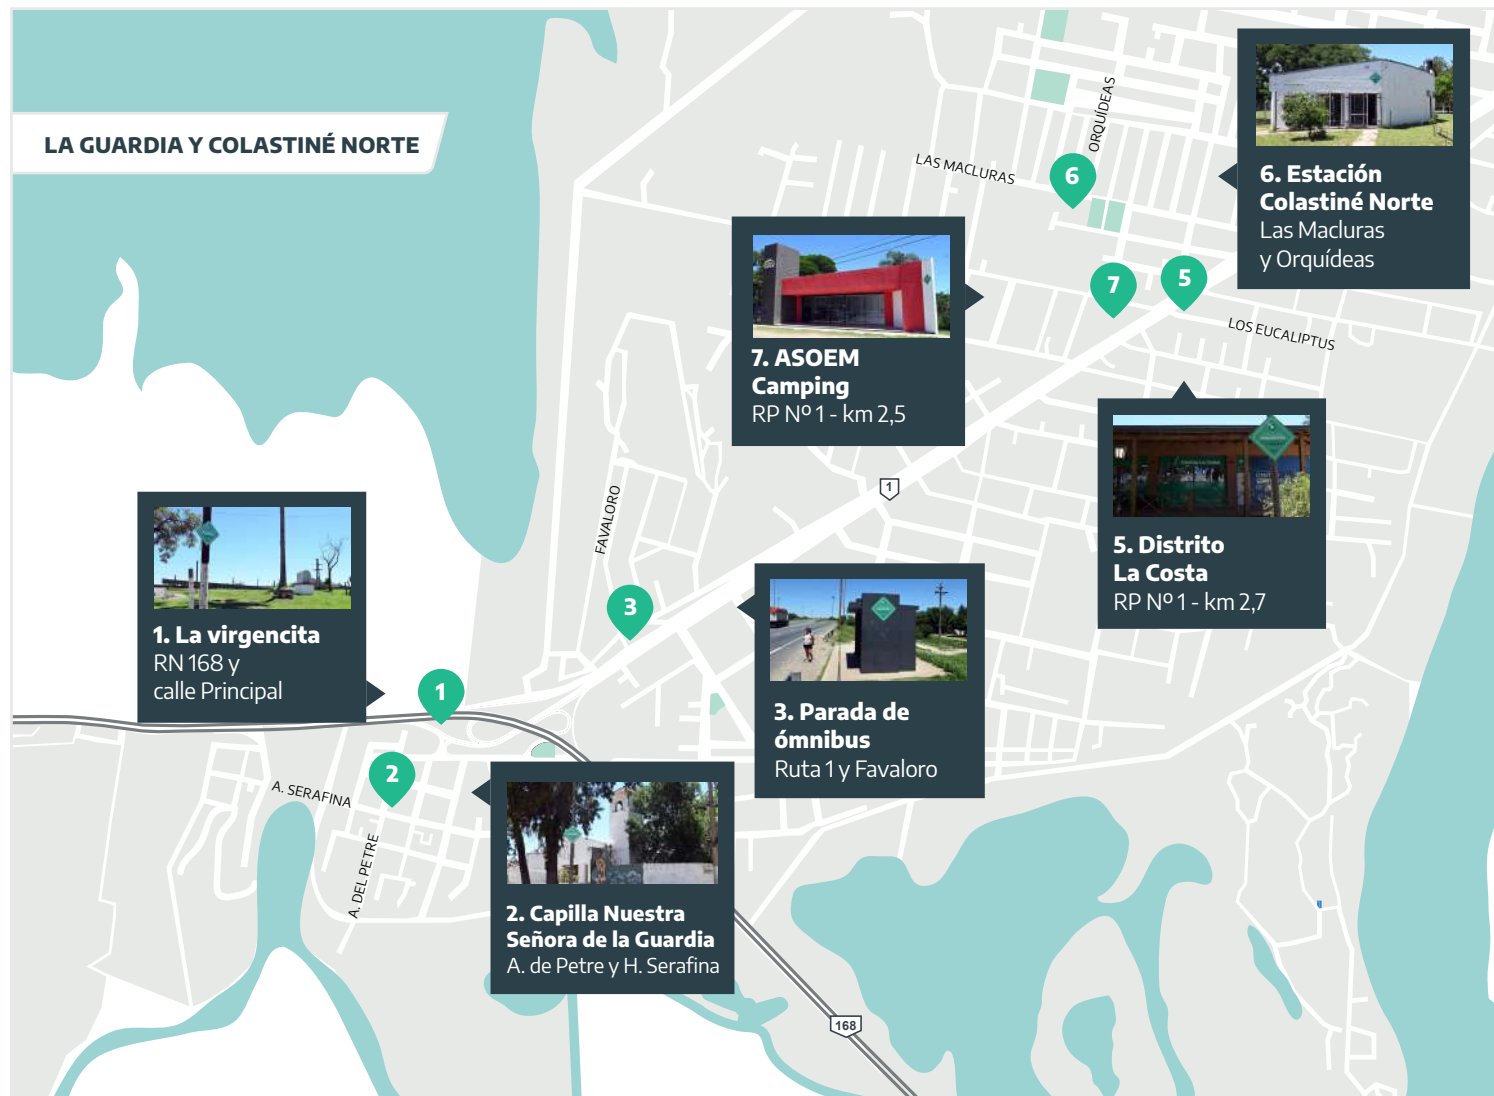 LA GUARDIA Y COLASTINÉ NORTE
ORQUÍDEAS
LAS MACLURAS
6
6. Estación
Colastiné Norte
Las Macluras
y Orquídeas
7
5
LOS EUCALIPTUS
7. ASOEM
Camping
RP Nº 1 - km 2,5
1
FAVALORO
5. Distrito
La Costa
RP Nº 1 - km 2,7
1. La virgencita
RN 168 y
calle Principal
3
3. Parada de
ómnibus
Ruta 1 y Favaloro
1
2
A. SERAFINA
A. DEL PETRE
2. Capilla Nuestra
Señora de la Guardia
A. de Petre y H. Serafina
168